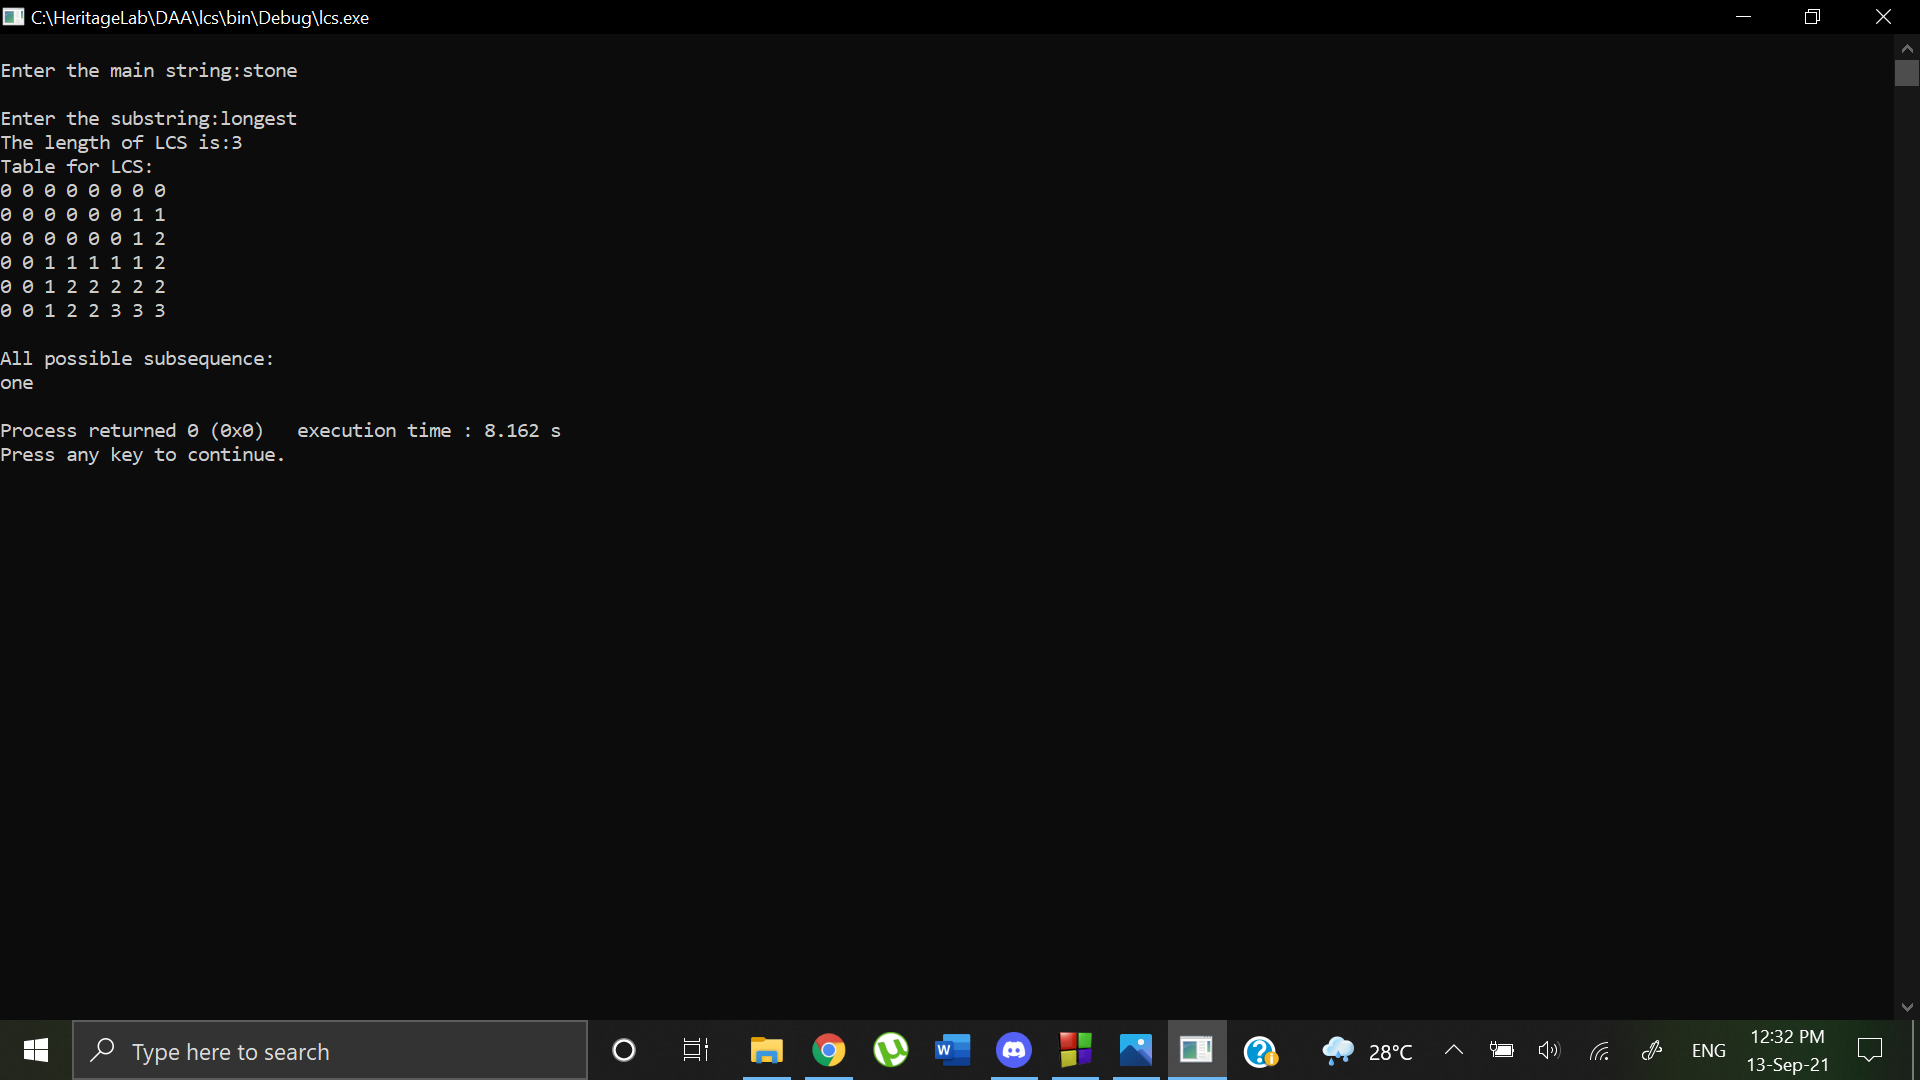 C:\HeritageLab\DAA\lcs\bin\Debug\lcs.exe
Enter the main string:stone
Enter the substring:longest
The length of LCS is:3
Table for LCS:
0 0 0 0 0 0 0 0
0 0 0 0 0 0 1 1
0 0 0 0 0 0 1 2
0 0 1 1 1 1 1 2
0 0 1 2 2 2 2 2
0 0 1 2 2 3 3 3
All possible subsequence:
one
Process returned 0 (0x0)   execution time : 8.162 s
Press any key to continue.
Type here to search
28°C
ENG
12:32 PM
13-Sep-21